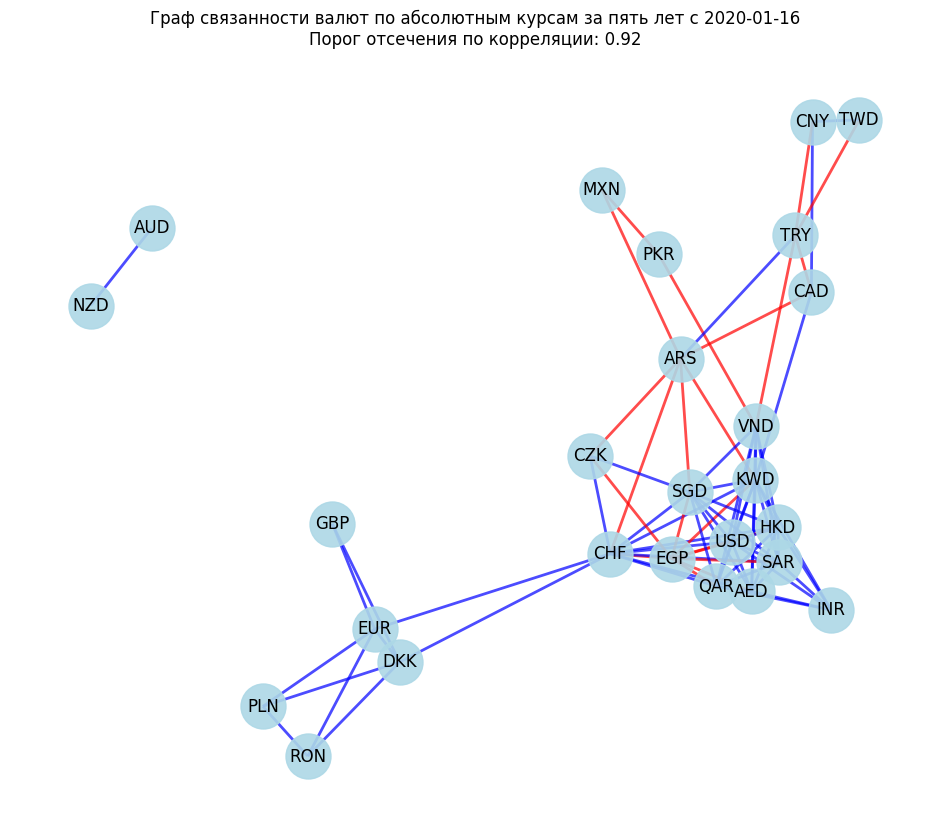 Граф связанности валют по абсолютным курсам за пять лет с 2020-01-16
Порог отсечения по корреляции: 0.92
CNY
TWD
MXN
AUD
TRY
PKR
CAD
NZD
ARS
VND
CZK
KWD
SGD
GBP
HKD
USD
CHF
EGP
SAR
QAR
AED
INR
EUR
DKK
PLN
RON